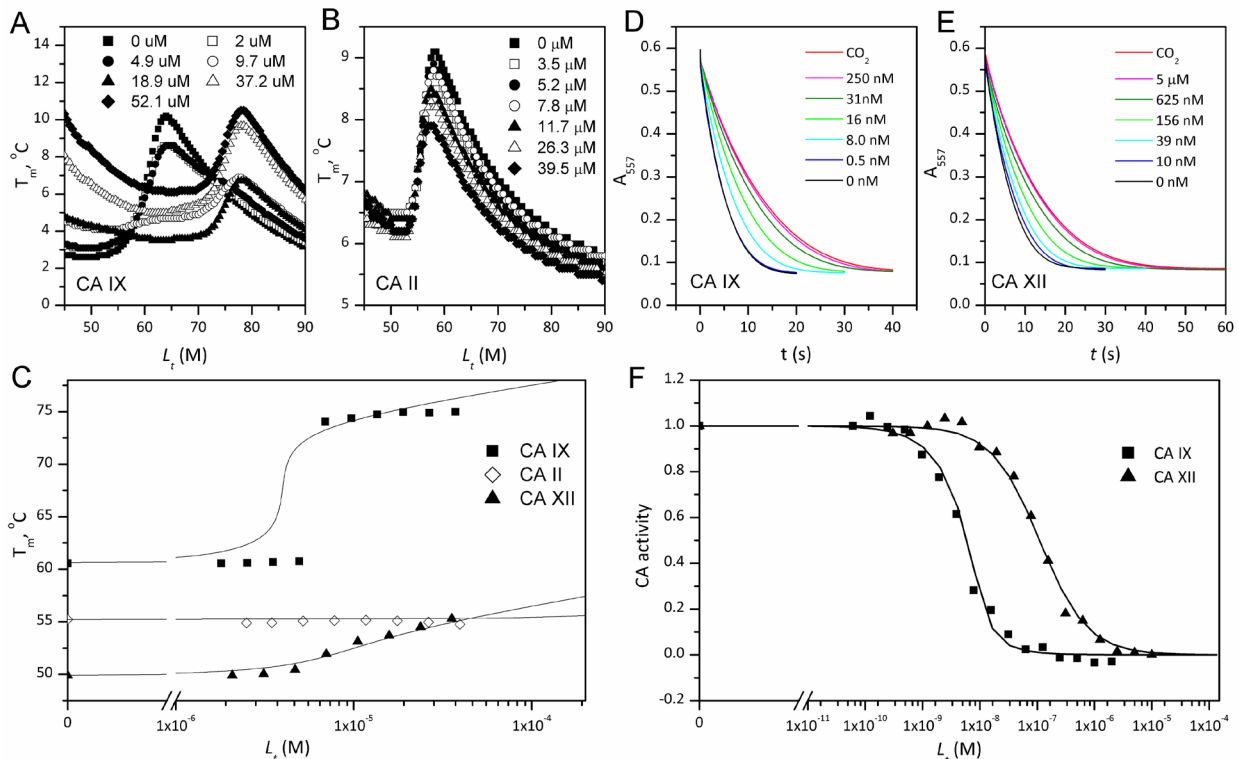 A
T_m, °C
14
12
10
8
6
4
2
0
0 uM
2 uM
4.9 uM
9.7 uM
18.9 uM
37.2 uM
52.1 uM
CA IX
50 60 70 80 90
L_t (M)
B
T_m, °C
9
8
7
6
5
0 μM
3.5 μM
5.2 μM
7.8 μM
11.7 μM
26.3 μM
39.5 μM
CA II
50 60 70 80 90
L_t (M)
D
A_557
0.6
0.5
0.4
0.3
0.2
0.1
0.0
CO_2
250 nM
31nM
16 nM
8.0 nM
0.5 nM
0 nM
CA IX
0 10 20 30 40
t (s)
E
A_557
0.6
0.5
0.4
0.3
0.2
0.1
0.0
CO_2
5 μM
625 nM
156 nM
39 nM
10 nM
0 nM
CA XII
0 10 20 30 40 50 60
t (s)
C
T_m, °C
75
70
65
60
55
50
CA IX
CA II
CA XII
0 1x10^-6 1x10^-5 1x10^-4
L_t (M)
F
CA activity
1.2
1.0
0.8
0.6
0.4
0.2
0.0
-0.2
CA IX
CA XII
0 1x10^-11 1x10^-10 1x10^-9 1x10^-8 1x10^-7 1x10^-6 1x10^-5 1x10^-4
L_t (M)